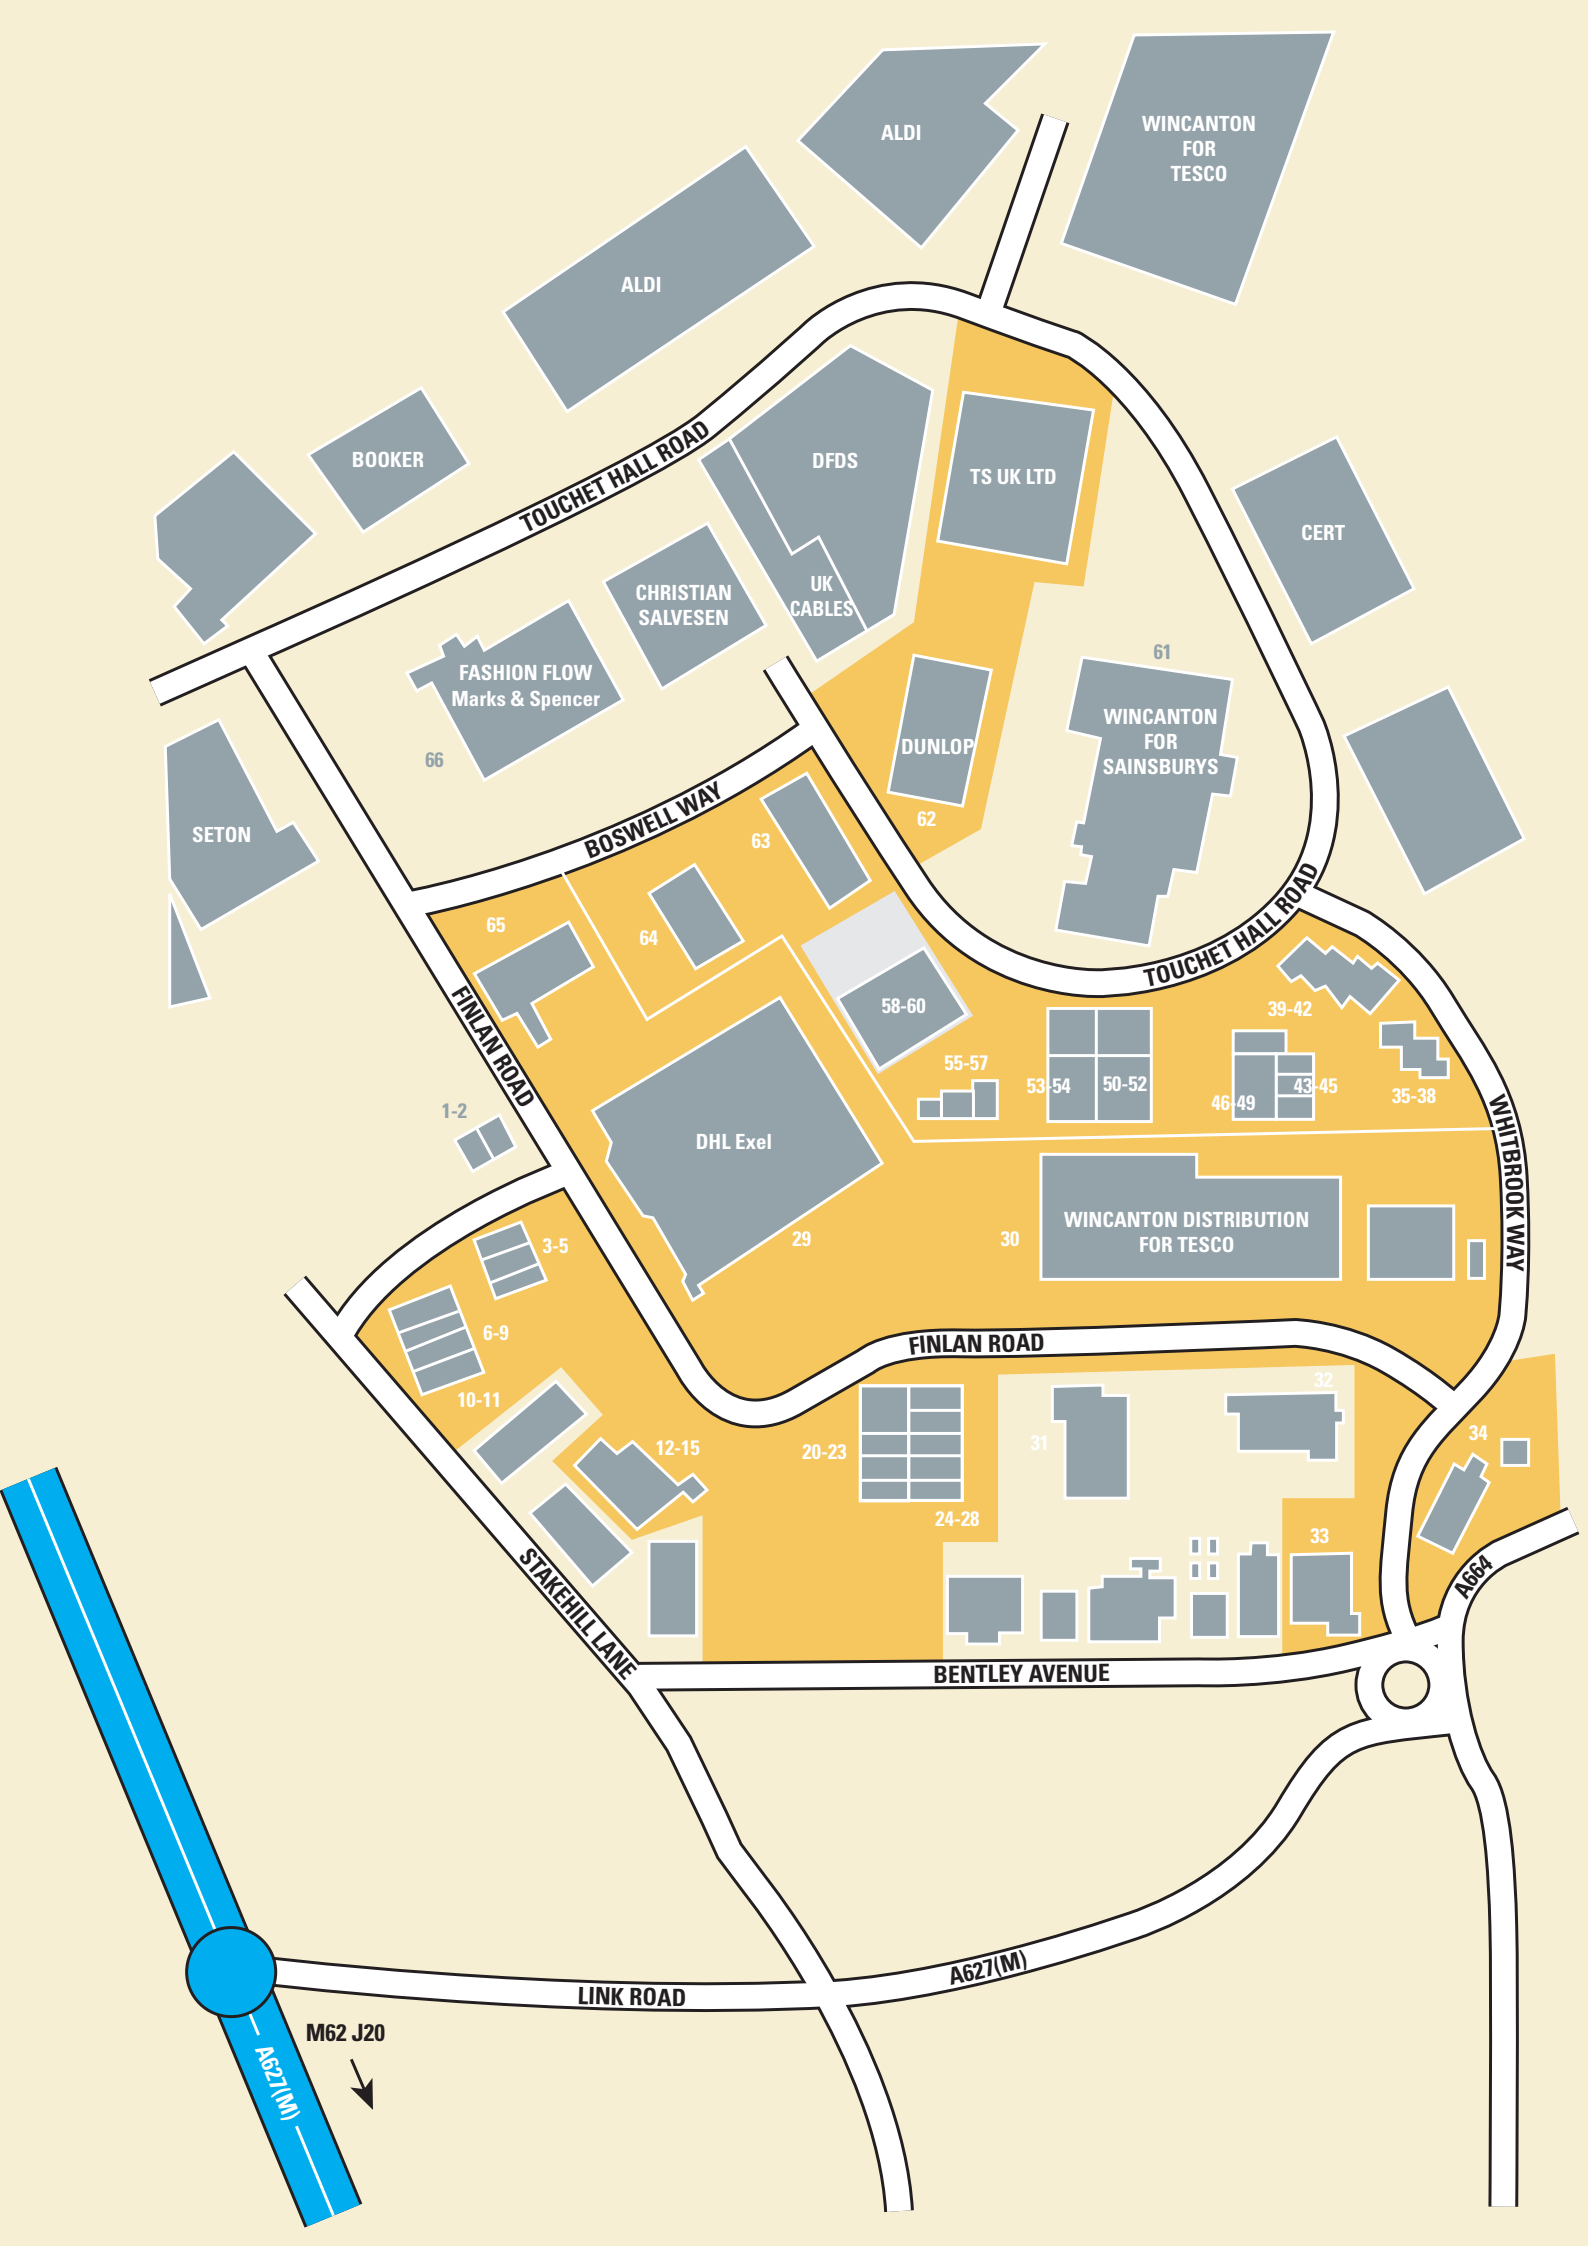 ALDI
WINCANTON
FOR
TESCO
ALDI
BOOKER
TOUCHET HALL ROAD
DFDS
TS UK LTD
CERT
UK
CABLES
CHRISTIAN
SALVESEN
FASHION FLOW
Marks & Spencer
66
61
WINCANTON
FOR
SAINSBURYS
DUNLOP
62
SETON
BOSWELL WAY
63
64
65
58-60
TOUCHET HALL ROAD
FINLAN ROAD
39-42
55-57
53-54
50-52
46-49
43-45
35-38
1-2
DHL Exel
WHITBROOK WAY
29
30
WINCANTON DISTRIBUTION
FOR TESCO
3-5
6-9
10-11
FINLAN ROAD
12-15
20-23
24-28
31
32
34
33
STAKEHILL LANE
A664
BENTLEY AVENUE
A627(M)
LINK ROAD
M62 J20
A627(M)